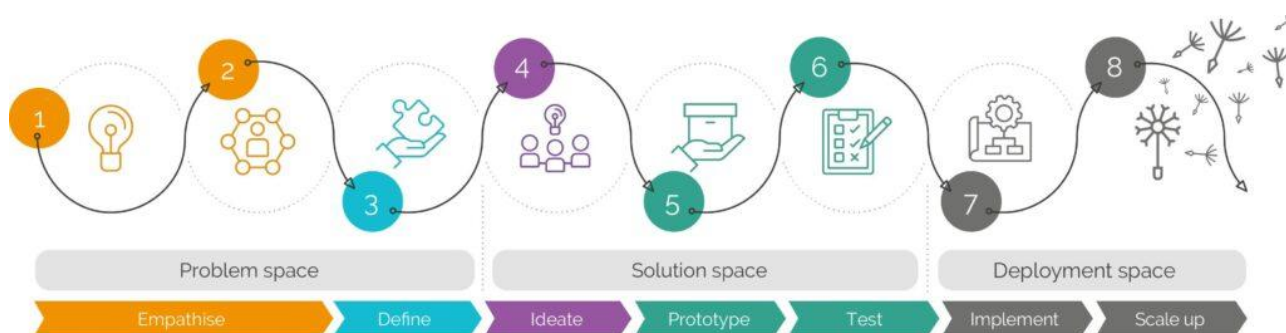 1
2
3
4
5
6
7
8
Problem space
Solution space
Deployment space
Empathise
Define
Ideate
Prototype
Test
Implement
Scale up